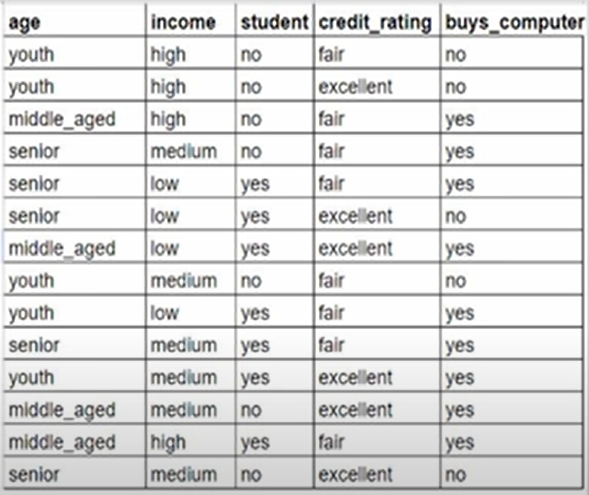 age income student credit_rating buys_computer
youth high no fair no
youth high no excellent no
middle_aged high no fair yes
senior medium no fair yes
senior low yes fair yes
senior low yes excellent no
middle_aged low yes excellent yes
youth medium no fair no
youth low yes fair yes
senior medium yes fair yes
youth medium yes excellent yes
middle_aged medium no excellent yes
middle_aged high yes fair yes
senior medium no excellent no